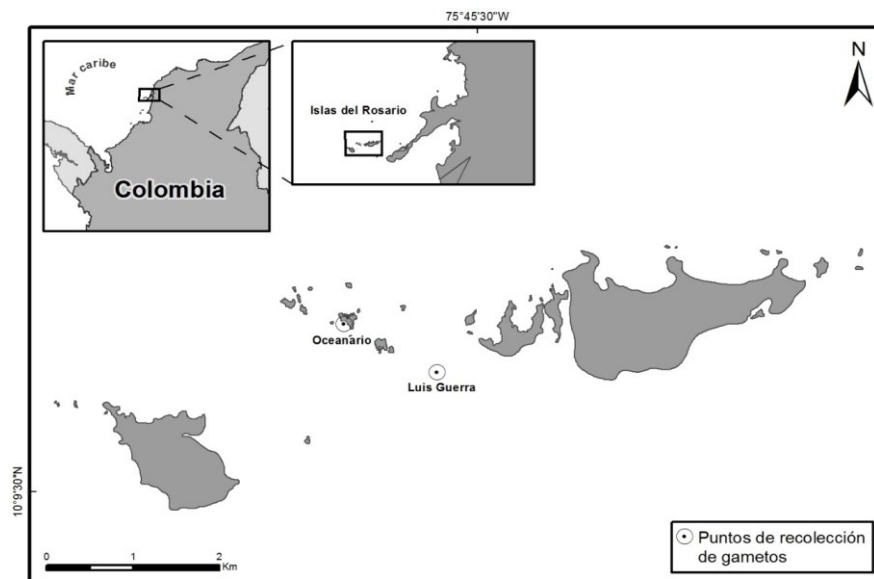 75°45'30"W
Mar caribe
Colombia
Islas del Rosario
N
Oceanario
Luis Guerra
10°9'30"N
0 1 2
Km
Puntos de recolección
de gametos